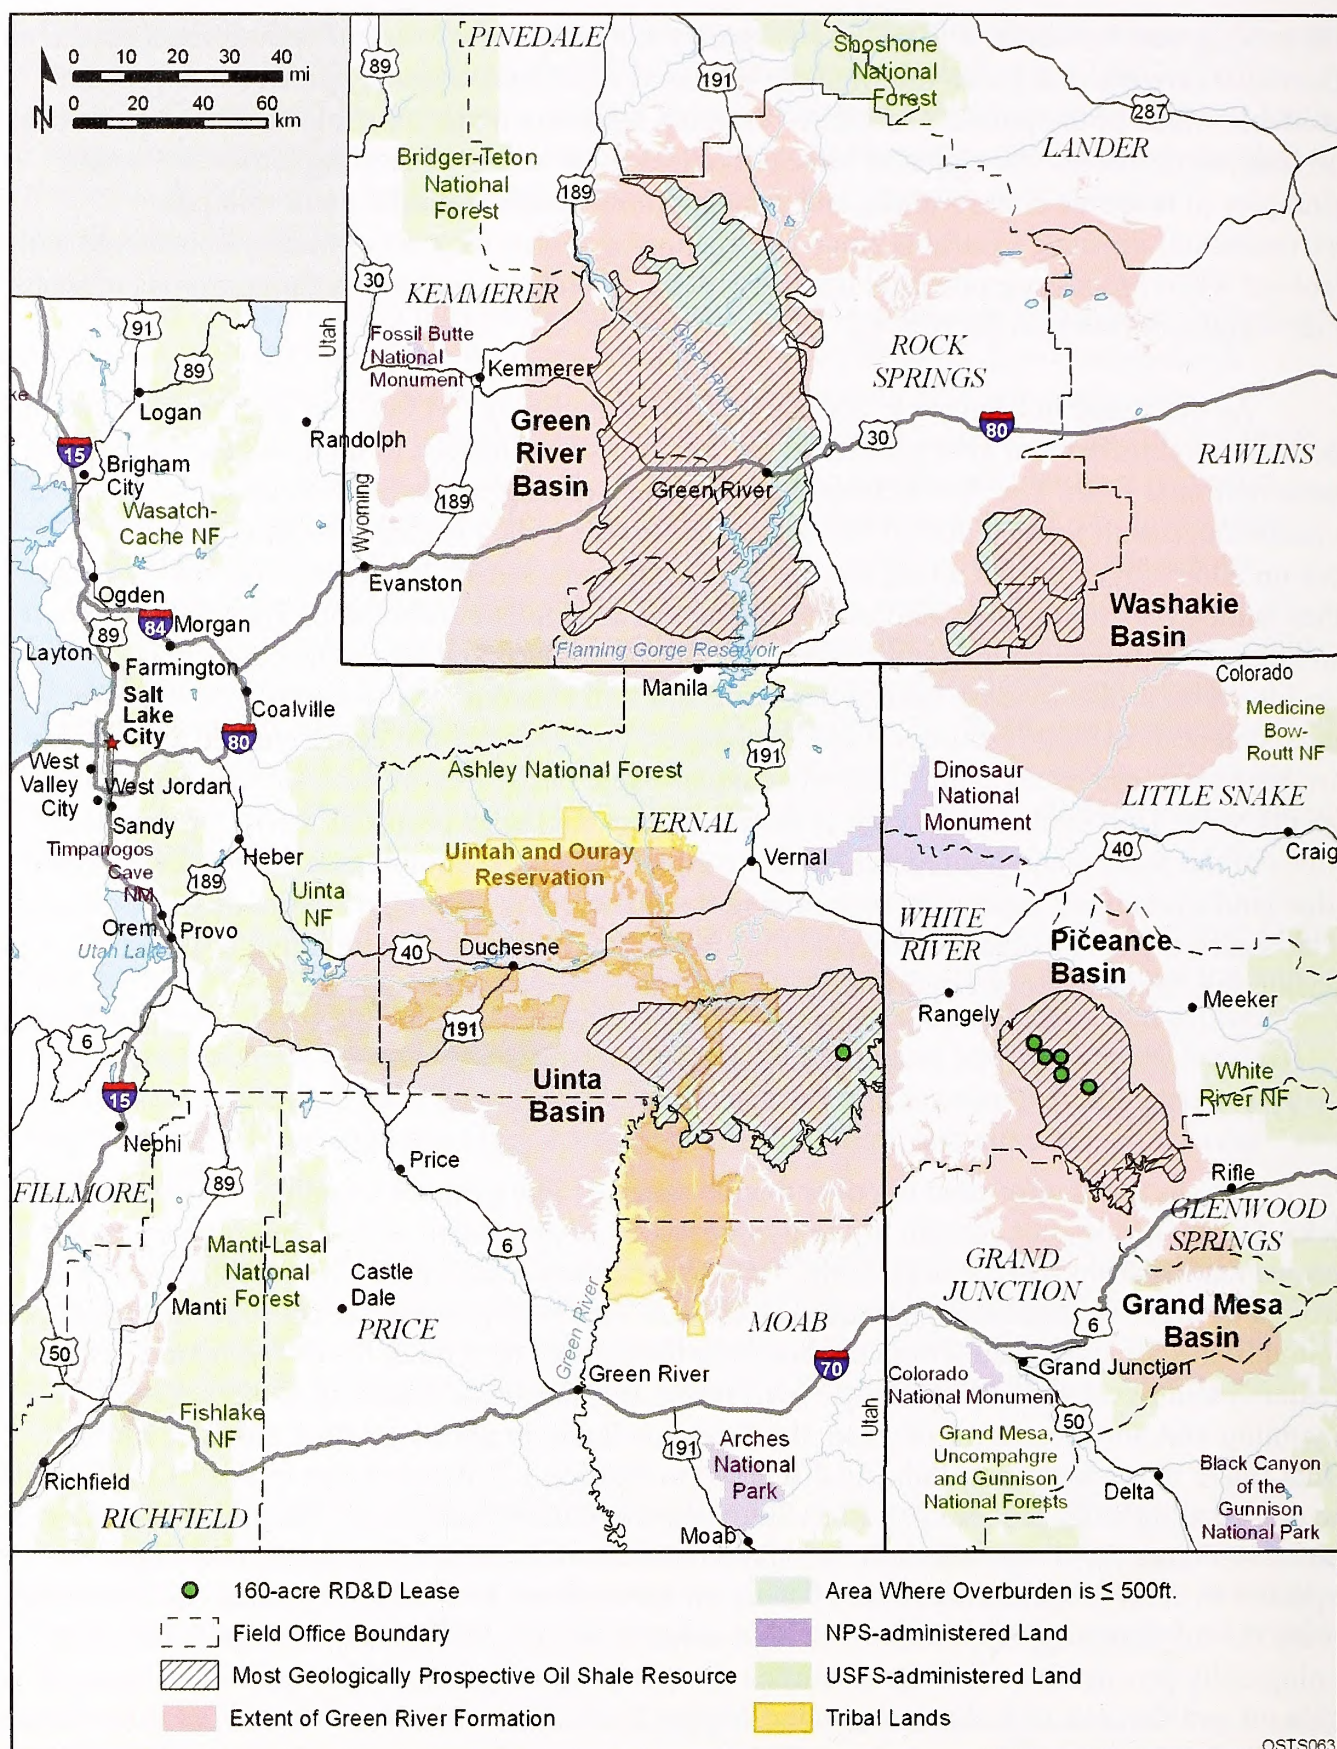 0 10 20 30 40 mi
0 20 40 60 km
N
PINEDALE
89
191
Shoshone
National
Forest
287
LANDER
Bridger-Teton
National
Forest
189
30
KEMMERER
Fossil Butte
National
Monument
Kemmerer
ROCK
SPRINGS
Green River
Green
River
Basin
30
80
RAWLINS
189
Green River
Wyoming
Utah
Evanston
Washakie
Basin
Flaming Gorge Reservoir
91
89
Logan
Randolph
15
Brigham
City
Wasatch-
Cache NF
Ogden
84
Morgan
89
Layton
Farmington
Salt
Lake
City
Coalville
80
West
Valley
City
West Jordan
Sandy
Timpanogos
Cave
NM
Heber
189
Orem
Provo
Utah Lake
Uinta
NF
Manila
191
Ashley National Forest
VERNAL
Uintah and Ouray
Reservation
Vernal
40
Duchesne
191
Uinta
Basin
6
15
Nephi
FILLMORE
89
Price
6
Manti-Lasal
National
Forest
Manti
Castle
Dale
PRICE
50
Green River
Green River
MOAB
70
Fishlake
NF
Richfield
RICHFIELD
191
Arches
National
Park
Moab
Utah
Colorado
Medicine
Bow-
Routt NF
Dinosaur
National
Monument
LITTLE SNAKE
40
Craig
WHITE
RIVER
Piceance
Basin
Rangely
Meeker
White
River NF
Rifle
GLENWOOD
SPRINGS
GRAND
JUNCTION
6
Grand Mesa
Basin
Grand Junction
Colorado
National Monument
50
Grand Mesa,
Uncompahgre
and Gunnison
National Forests
Delta
Black Canyon
of the
Gunnison
National Park
160-acre RD&D Lease
Field Office Boundary
Most Geologically Prospective Oil Shale Resource
Extent of Green River Formation
Area Where Overburden is ≤ 500ft.
NPS-administered Land
USFS-administered Land
Tribal Lands
OSTS063